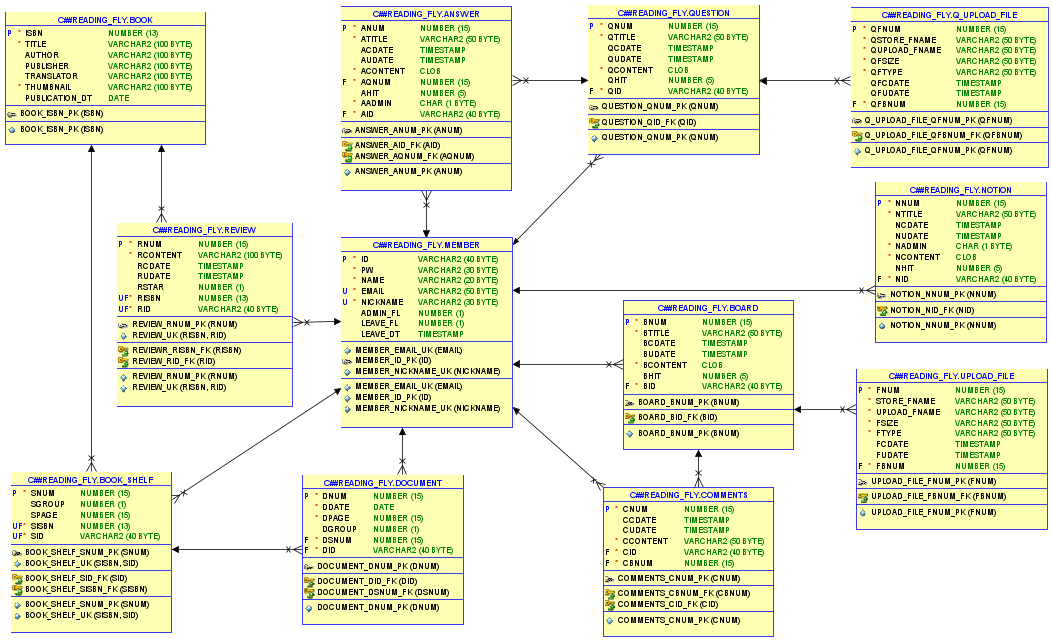 C##READING_FLY.BOOK
P * ISBN NUMBER (13)
* TITLE VARCHAR2 (100 BYTE)
AUTHOR VARCHAR2 (100 BYTE)
PUBLISHER VARCHAR2 (100 BYTE)
TRANSLATOR VARCHAR2 (100 BYTE)
* THUMBNAIL VARCHAR2 (100 BYTE)
PUBLICATION_DT DATE
BOOK_ISBN_PK (ISBN)
BOOK_ISBN_PK (ISBN)
C##READING_FLY.ANSWER
P * ANUM NUMBER (15)
* ATITLE VARCHAR2 (50 BYTE)
ACDATE TIMESTAMP
AUDATE TIMESTAMP
* ACONTENT CLOB
F * AQNUM NUMBER (15)
AHIT NUMBER (5)
* AADMIN CHAR (1 BYTE)
F * AID VARCHAR2 (40 BYTE)
ANSWER_ANUM_PK (ANUM)
ANSWER_AID_FK (AID)
ANSWER_AQNUM_FK (AQNUM)
ANSWER_ANUM_PK (ANUM)
C##READING_FLY.QUESTION
P * QNUM NUMBER (15)
* QTITLE VARCHAR2 (50 BYTE)
QCDATE TIMESTAMP
QUDATE TIMESTAMP
* QCONTENT CLOB
QHIT NUMBER (5)
F * QID VARCHAR2 (40 BYTE)
QUESTION_QNUM_PK (QNUM)
QUESTION_QID_FK (QID)
QUESTION_QNUM_PK (QNUM)
C##READING_FLY.Q_UPLOAD_FILE
P * QFNUM NUMBER (15)
* QSTORE_FNAME VARCHAR2 (50 BYTE)
* QUPLOAD_FNAME VARCHAR2 (50 BYTE)
* QFSIZE VARCHAR2 (50 BYTE)
* QFTYPE VARCHAR2 (50 BYTE)
QFCDATE TIMESTAMP
QFUDATE TIMESTAMP
F * QFBNUM NUMBER (15)
Q_UPLOAD_FILE_QFNUM_PK (QFNUM)
Q_UPLOAD_FILE_QFBNUM_FK (QFBNUM)
Q_UPLOAD_FILE_QFNUM_PK (QFNUM)
C##READING_FLY.REVIEW
P * RNUM NUMBER (15)
* RCONTENT VARCHAR2 (100 BYTE)
RCDATE TIMESTAMP
RUDATE TIMESTAMP
RSTAR NUMBER (1)
UF* RISBN NUMBER (13)
UF* RID VARCHAR2 (40 BYTE)
REVIEW_RNUM_PK (RNUM)
REVIEW_UK (RISBN, RID)
REVIEWR_RISBN_FK (RISBN)
REVIEW_RID_FK (RID)
REVIEW_RNUM_PK (RNUM)
REVIEW_UK (RISBN, RID)
C##READING_FLY.MEMBER
P * ID VARCHAR2 (40 BYTE)
* PW VARCHAR2 (30 BYTE)
* NAME VARCHAR2 (20 BYTE)
U * EMAIL VARCHAR2 (50 BYTE)
U * NICKNAME VARCHAR2 (30 BYTE)
ADMIN_FL NUMBER (1)
LEAVE_FL NUMBER (1)
LEAVE_DT TIMESTAMP
MEMBER_EMAIL_UK (EMAIL)
MEMBER_ID_PK (ID)
MEMBER_NICKNAME_UK (NICKNAME)
MEMBER_EMAIL_UK (EMAIL)
MEMBER_ID_PK (ID)
MEMBER_NICKNAME_UK (NICKNAME)
C##READING_FLY.NOTION
P * NNUM NUMBER (15)
* NTITLE VARCHAR2 (50 BYTE)
NCDATE TIMESTAMP
NUDATE TIMESTAMP
* NADMIN CHAR (1 BYTE)
* NCONTENT CLOB
NHIT NUMBER (5)
F * NID VARCHAR2 (40 BYTE)
NOTION_NNUM_PK (NNUM)
NOTION_NID_FK (NID)
NOTION_NNUM_PK (NNUM)
C##READING_FLY.BOARD
P * BNUM NUMBER (15)
* BTITLE VARCHAR2 (50 BYTE)
BCDATE TIMESTAMP
BUDATE TIMESTAMP
* BCONTENT CLOB
BHIT NUMBER (5)
F * BID VARCHAR2 (40 BYTE)
BOARD_BNUM_PK (BNUM)
BOARD_BID_FK (BID)
BOARD_BNUM_PK (BNUM)
C##READING_FLY.UPLOAD_FILE
P * FNUM NUMBER (15)
* STORE_FNAME VARCHAR2 (50 BYTE)
* UPLOAD_FNAME VARCHAR2 (50 BYTE)
* FSIZE VARCHAR2 (50 BYTE)
* FTYPE VARCHAR2 (50 BYTE)
FCDATE TIMESTAMP
FUDATE TIMESTAMP
F * FBNUM NUMBER (15)
UPLOAD_FILE_FNUM_PK (FNUM)
UPLOAD_FILE_FBNUM_FK (FBNUM)
UPLOAD_FILE_FNUM_PK (FNUM)
C##READING_FLY.BOOK_SHELF
P * SNUM NUMBER (15)
SGROUP NUMBER (1)
SPAGE NUMBER (15)
UF* SISBN NUMBER (13)
UF* SID VARCHAR2 (40 BYTE)
BOOK_SHELF_SNUM_PK (SNUM)
BOOK_SHELF_UK (SISBN, SID)
BOOK_SHELF_SID_FK (SID)
BOOK_SHELF_SISBN_FK (SISBN)
BOOK_SHELF_SNUM_PK (SNUM)
BOOK_SHELF_UK (SISBN, SID)
C##READING_FLY.DOCUMENT
P * DNUM NUMBER (15)
* DDATE DATE
* DPAGE NUMBER (15)
DGROUP NUMBER (1)
F * DSNUM NUMBER (15)
F * DID VARCHAR2 (40 BYTE)
DOCUMENT_DNUM_PK (DNUM)
DOCUMENT_DID_FK (DID)
DOCUMENT_DSNUM_FK (DSNUM)
DOCUMENT_DNUM_PK (DNUM)
C##READING_FLY.COMMENTS
P * CNUM NUMBER (15)
CCDATE TIMESTAMP
CUDATE TIMESTAMP
* CCONTENT VARCHAR2 (50 BYTE)
F * CID VARCHAR2 (40 BYTE)
F * CBNUM NUMBER (15)
COMMENTS_CNUM_PK (CNUM)
COMMENTS_CBNUM_FK (CBNUM)
COMMENTS_CID_FK (CID)
COMMENTS_CNUM_PK (CNUM)